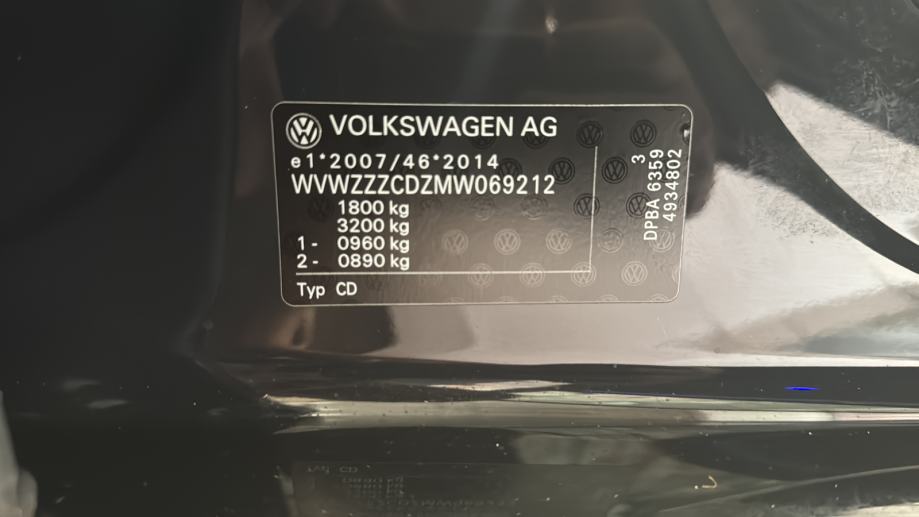 VOLKSWAGEN AG
e1*2007/46*2014
WVWZZZCDZMW069212
1800 kg
3200 kg
1 - 0960 kg
2 - 0890 kg
Typ CD
3
DPBA 6359
4934802